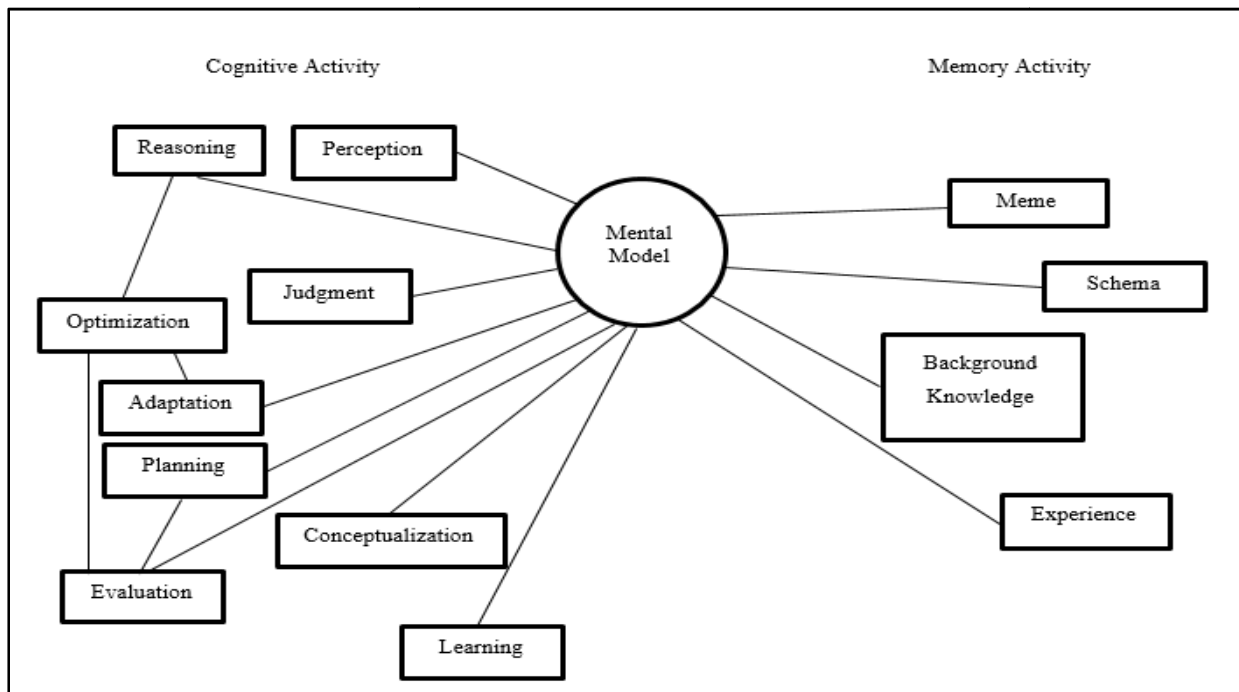 Cognitive Activity
Memory Activity
Reasoning
Perception
Mental
Model
Meme
Judgment
Schema
Optimization
Background
Knowledge
Adaptation
Planning
Conceptualization
Experience
Evaluation
Learning